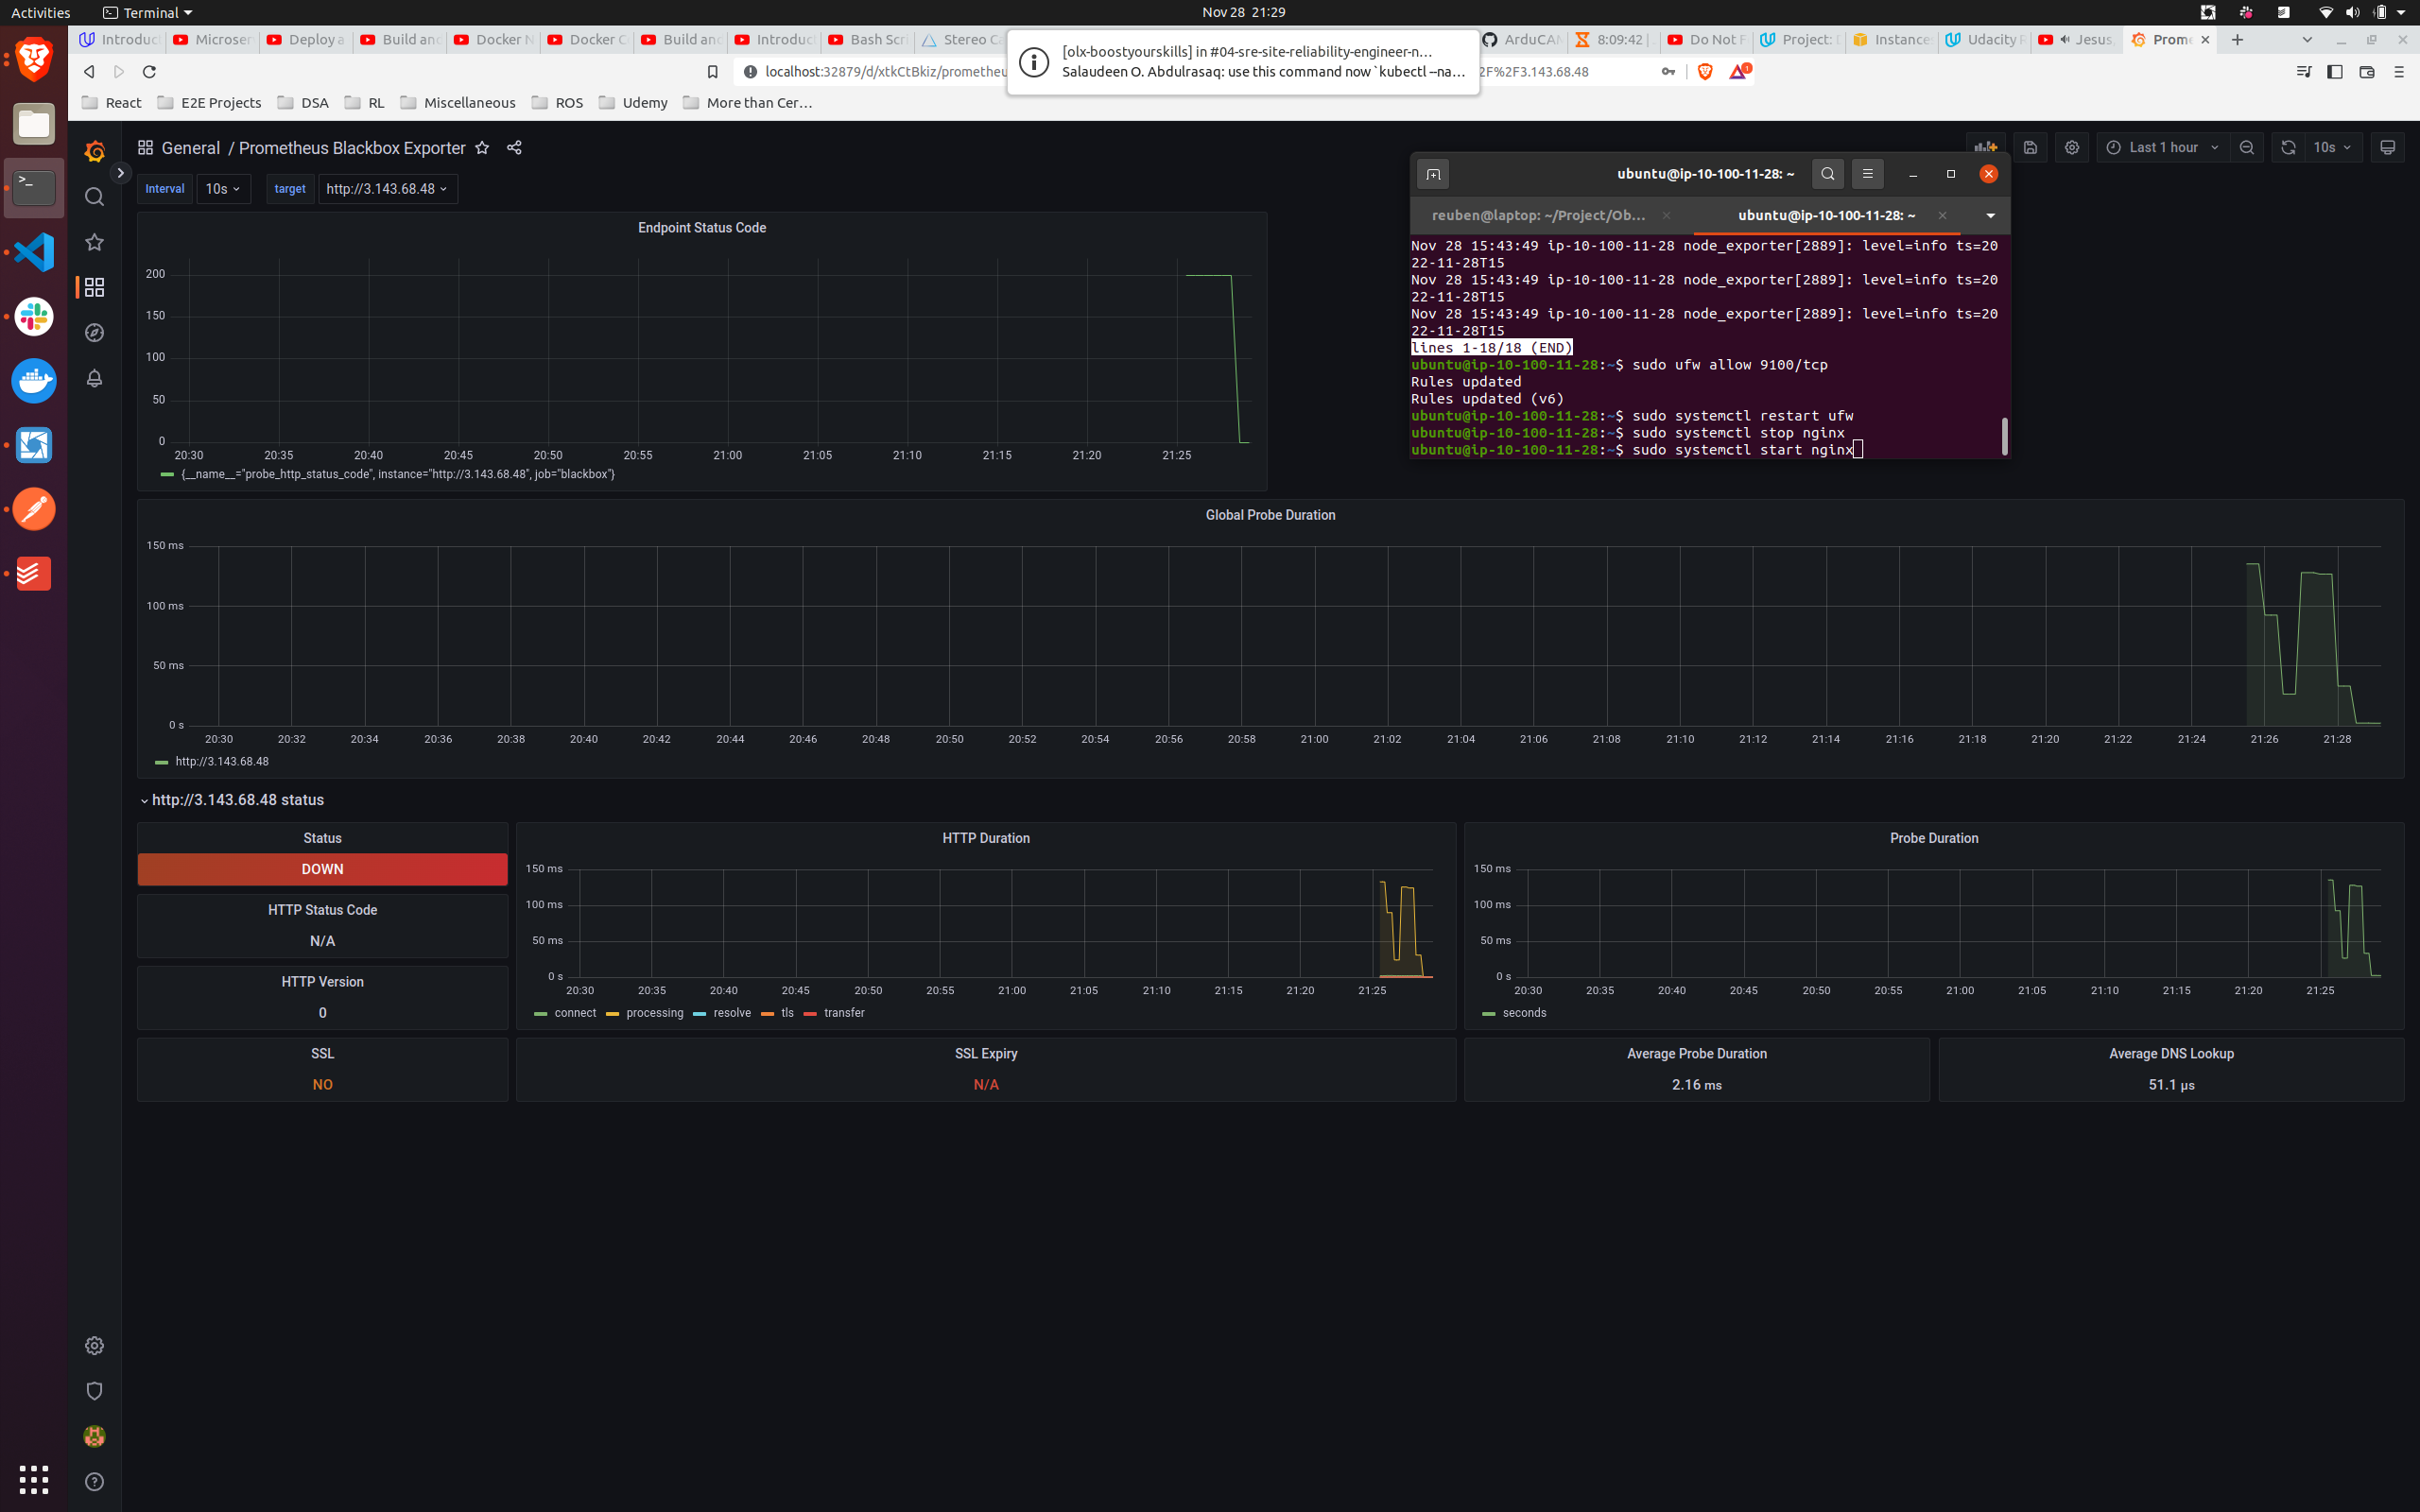 Activities
Terminal
Nov 28 21:29
Introduc
Microser
Deploy a
Build and
Docker N
Docker C
Build and
Introduc
Bash Scri
Stereo Ca
ArduCAM
8:09:42
Do Not F
Project: D
Instance
Udacity R
Jesus
Prom
[olx-boostyourskills] in #04-sre-site-reliability-engineer-n…
Salaudeen O. Abdulrasaq: use this command now `kubectl –na…
localhost:32879/d/xtkCtBkiz/prometheu
2F%2F3.143.68.48
1
React
E2E Projects
DSA
RL
Miscellaneous
ROS
Udemy
More than Cer…
General / Prometheus Blackbox Exporter
Last 1 hour
10s
Interval
10s
target
http://3.143.68.48
Endpoint Status Code
200
150
100
50
0
20:30 20:35 20:40 20:45 20:50 20:55 21:00 21:05 21:10 21:15 21:20 21:25
{__name__="probe_http_status_code", instance="http://3.143.68.48", job="blackbox"}
ubuntu@ip-10-100-11-28: ~
reuben@laptop: ~/Project/Ob…
ubuntu@ip-10-100-11-28: ~
Nov 28 15:43:49 ip-10-100-11-28 node_exporter[2889]: level=info ts=20
22-11-28T15
Nov 28 15:43:49 ip-10-100-11-28 node_exporter[2889]: level=info ts=20
22-11-28T15
Nov 28 15:43:49 ip-10-100-11-28 node_exporter[2889]: level=info ts=20
22-11-28T15
lines 1-18/18 (END)
ubuntu@ip-10-100-11-28:~$ sudo ufw allow 9100/tcp
Rules updated
Rules updated (v6)
ubuntu@ip-10-100-11-28:~$ sudo systemctl restart ufw
ubuntu@ip-10-100-11-28:~$ sudo systemctl stop nginx
ubuntu@ip-10-100-11-28:~$ sudo systemctl start nginx
Global Probe Duration
150 ms
100 ms
50 ms
0 s
20:30 20:32 20:34 20:36 20:38 20:40 20:42 20:44 20:46 20:48 20:50 20:52 20:54 20:56 20:58 21:00 21:02 21:04 21:06 21:08 21:10 21:12 21:14 21:16 21:18 21:20 21:22 21:24 21:26 21:28
http://3.143.68.48
http://3.143.68.48 status
Status
DOWN
HTTP Status Code
N/A
HTTP Version
0
SSL
NO
HTTP Duration
150 ms
100 ms
50 ms
0 s
20:30 20:35 20:40 20:45 20:50 20:55 21:00 21:05 21:10 21:15 21:20 21:25
connect processing resolve tls transfer
SSL Expiry
N/A
Probe Duration
150 ms
100 ms
50 ms
0 s
20:30 20:35 20:40 20:45 20:50 20:55 21:00 21:05 21:10 21:15 21:20 21:25
seconds
Average Probe Duration
2.16 ms
Average DNS Lookup
51.1 µs